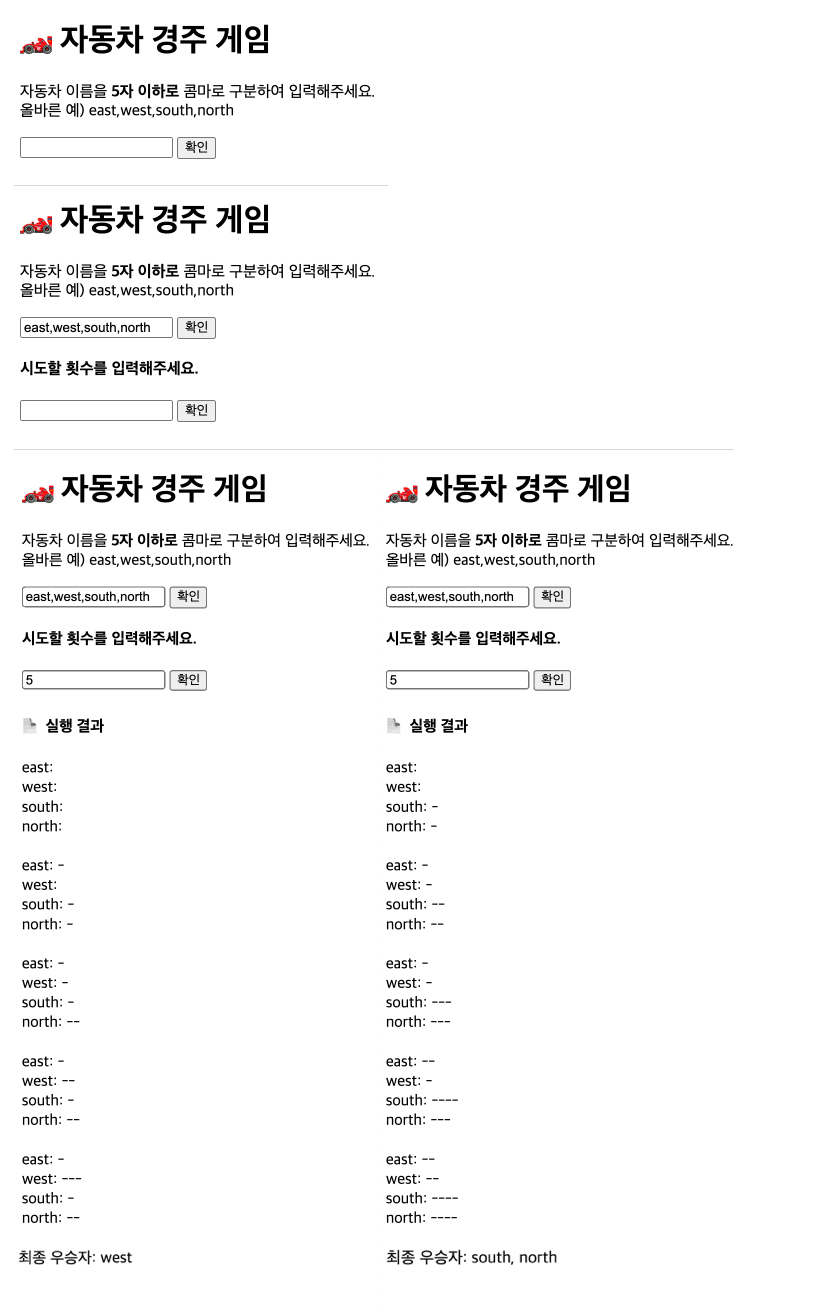 자동차 경주 게임
자동차 이름을 5자 이하로 콤마로 구분하여 입력해주세요.
올바른 예) east,west,south,north
확인
자동차 경주 게임
자동차 이름을 5자 이하로 콤마로 구분하여 입력해주세요.
올바른 예) east,west,south,north
east,west,south,north 확인
시도할 횟수를 입력해주세요.
확인
자동차 경주 게임
자동차 이름을 5자 이하로 콤마로 구분하여 입력해주세요.
올바른 예) east,west,south,north
east,west,south,north 확인
시도할 횟수를 입력해주세요.
5 확인
실행 결과
east:
west:
south:
north:
east: -
west:
south: -
north: -
east: -
west: -
south: -
north: --
east: -
west: --
south: -
north: --
east: -
west: ---
south: -
north: --
최종 우승자: west
자동차 경주 게임
자동차 이름을 5자 이하로 콤마로 구분하여 입력해주세요.
올바른 예) east,west,south,north
east,west,south,north 확인
시도할 횟수를 입력해주세요.
5 확인
실행 결과
east:
west:
south: -
north: -
east: -
west: -
south: --
north: --
east: -
west: -
south: ---
north: ---
east: --
west: -
south: ----
north: ---
east: --
west: --
south: ----
north: ----
최종 우승자: south, north